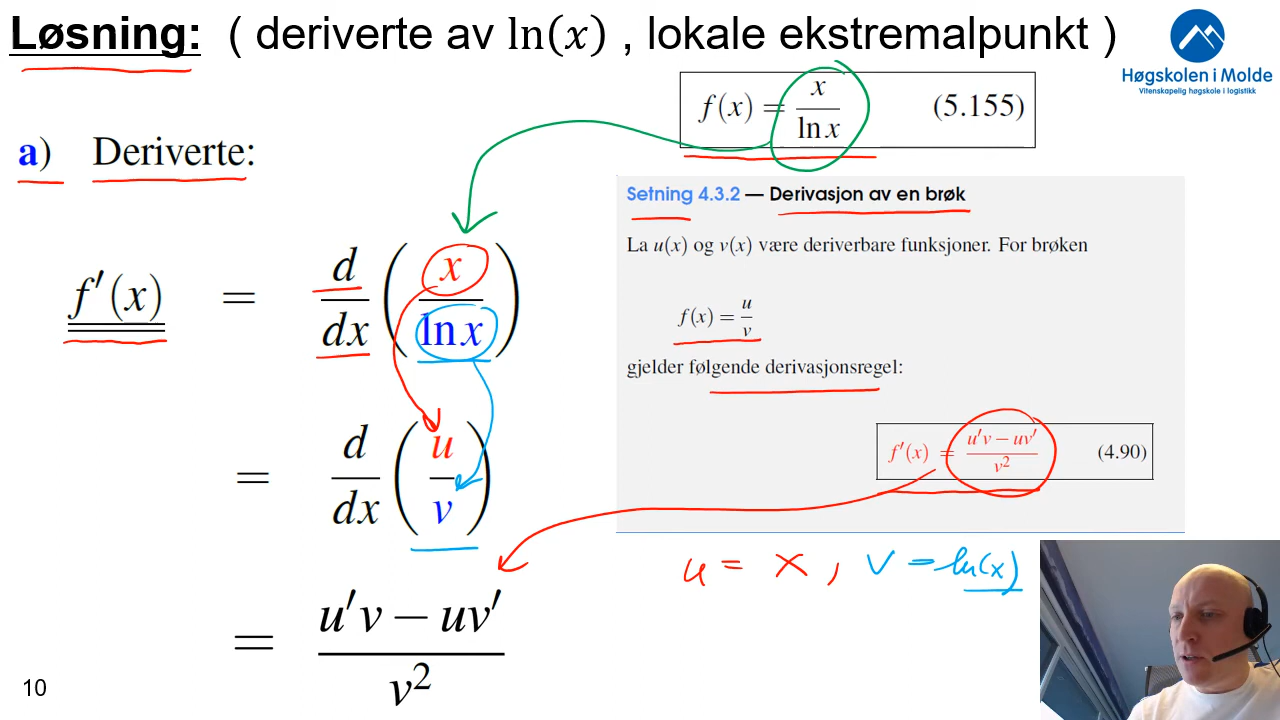 Løsning: ( deriverte av ln(x) , lokale ekstremalpunkt )
Høgskolen i Molde
Vitenskapelig høgskole i logistikk
f(x) = x / ln x (5.155)
a) Deriverte:
Setning 4.3.2 — Derivasjon av en brøk
La u(x) og v(x) være deriverbare funksjoner. For brøken
f(x) = u / v
gjelder følgende derivasjonsregel:
f′(x) = (u′v − uv′) / v² (4.90)
f′(x) = d/dx ( x / ln x )
= d/dx ( u / v )
u = x , v = ln(x)
= (u′v − uv′) / v²
10